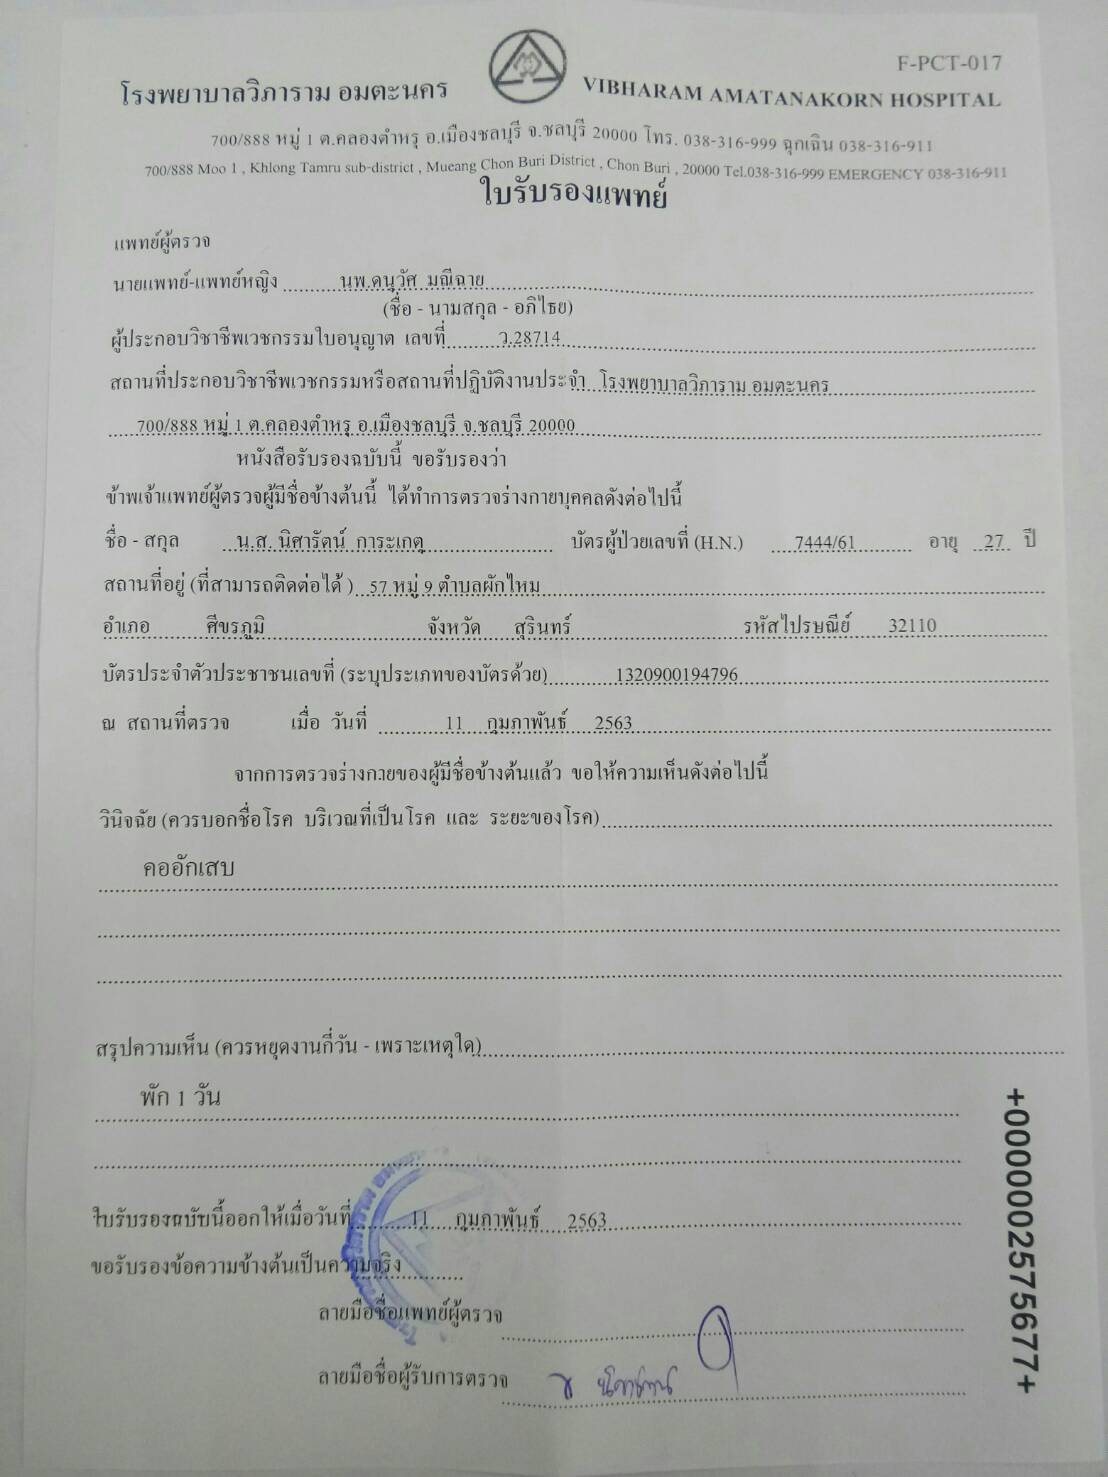 F-PCT-017
โรงพยาบาลวิภาราม อมตะนคร VIBHARAM AMATANAKORN HOSPITAL
700/888 หมู่ 1 ต.คลองตำหรุ อ.เมืองชลบุรี จ.ชลบุรี 20000 โทร. 038-316-999 ฉุกเฉิน 038-316-911
700/888 Moo 1 , Khlong Tamru sub-district , Mueang Chon Buri District , Chon Buri , 20000 Tel.038-316-999 EMERGENCY 038-316-911
ใบรับรองแพทย์
แพทย์ผู้ตรวจ
นายแพทย์-แพทย์หญิง นพ.ดนุวัศ มณีฉาย
(ชื่อ - นามสกุล - อภิไธย)
ผู้ประกอบวิชาชีพเวชกรรมใบอนุญาต เลขที่ ว.28714
สถานที่ประกอบวิชาชีพเวชกรรมหรือสถานที่ปฏิบัติงานประจำ โรงพยาบาลวิภาราม อมตะนคร
700/888 หมู่ 1 ต.คลองตำหรุ อ.เมืองชลบุรี จ.ชลบุรี 20000
หนังสือรับรองฉบับนี้ ขอรับรองว่า
ข้าพเจ้าแพทย์ผู้ตรวจผู้มีชื่อข้างต้นนี้ ได้ทำการตรวจร่างกายบุคคลดังต่อไปนี้
ชื่อ - สกุล น.ส. นิศารัตน์ การะเกตุ บัตรผู้ป่วยเลขที่ (H.N.) 7444/61 อายุ 27 ปี
สถานที่อยู่ (ที่สามารถติดต่อได้ ) 57 หมู่ 9 ตำบลผักไหม
อำเภอ ศีขรภูมิ จังหวัด สุรินทร์ รหัสไปรษณีย์ 32110
บัตรประจำตัวประชาชนเลขที่ (ระบุประเภทของบัตรด้วย) 1320900194796
ณ สถานที่ตรวจ เมื่อ วันที่ 11 กุมภาพันธ์ 2563
จากการตรวจร่างกายของผู้มีชื่อข้างต้นแล้ว ขอให้ความเห็นดังต่อไปนี้
วินิจฉัย (ควรบอกชื่อโรค บริเวณที่เป็นโรค และ ระยะของโรค)
คออักเสบ
สรุปความเห็น (ควรหยุดงานกี่วัน - เพราะเหตุใด)
พัก 1 วัน
ใบรับรองฉบับนี้ออกให้เมื่อวันที่ 11 กุมภาพันธ์ 2563
ขอรับรองข้อความข้างต้นเป็นความจริง
ลายมือชื่อแพทย์ผู้ตรวจ
ลายมือชื่อผู้รับการตรวจ
+0000002575677+